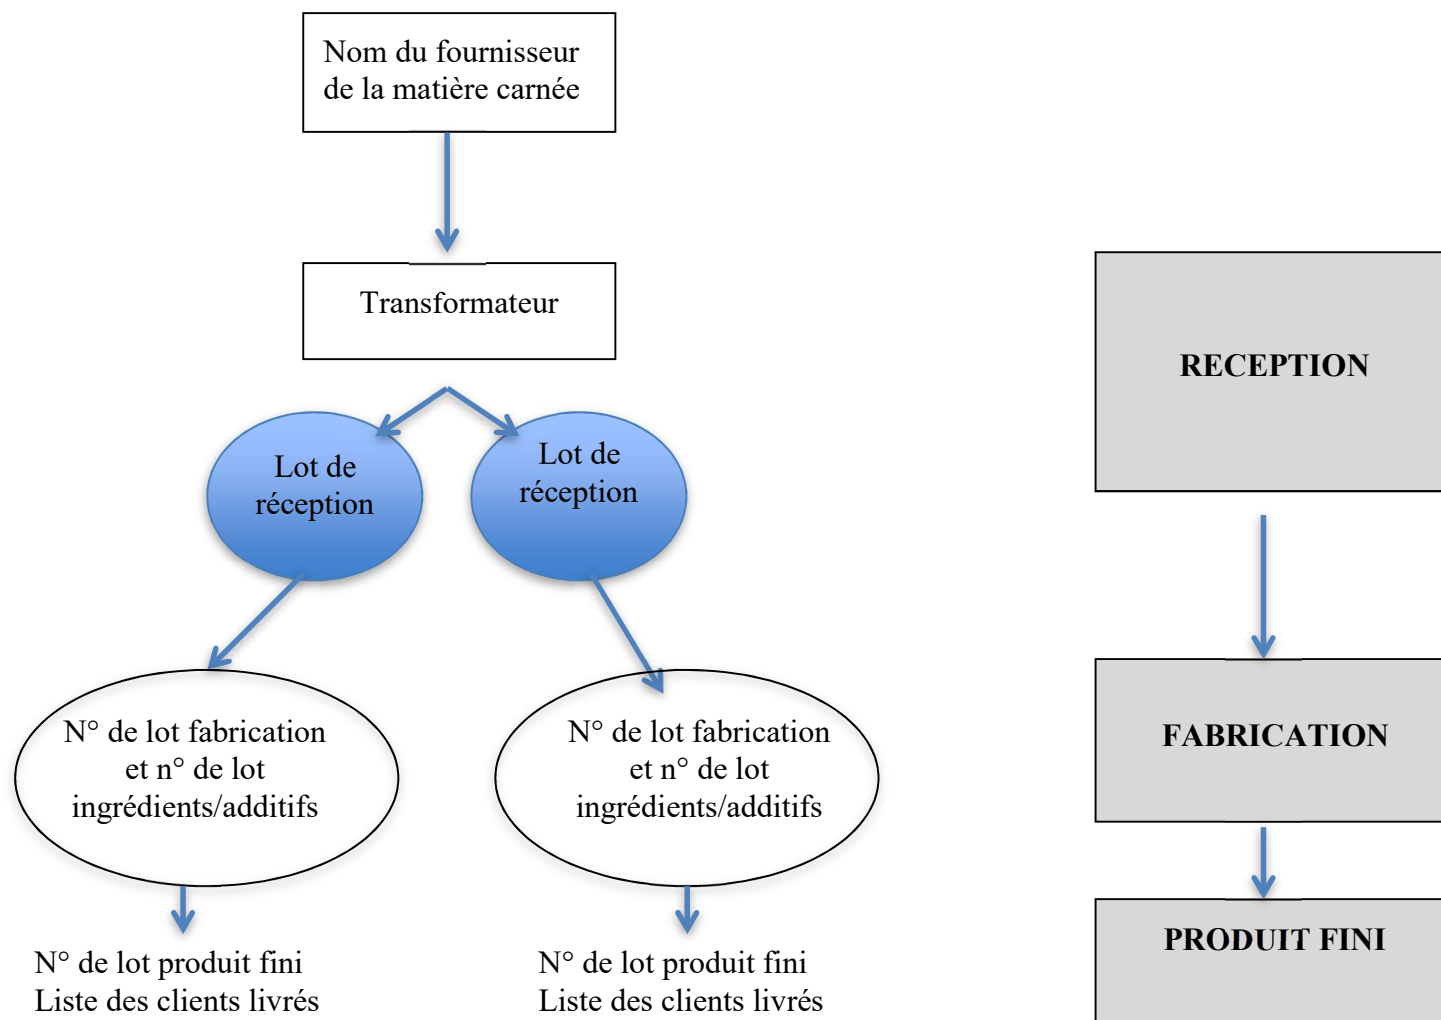 Nom du fournisseur
de la matière carnée
Transformateur
RECEPTION
Lot de
réception
Lot de
réception
N° de lot fabrication
et n° de lot
ingrédients/additifs
N° de lot fabrication
et n° de lot
ingrédients/additifs
FABRICATION
N° de lot produit fini
Liste des clients livrés
N° de lot produit fini
Liste des clients livrés
PRODUIT FINI